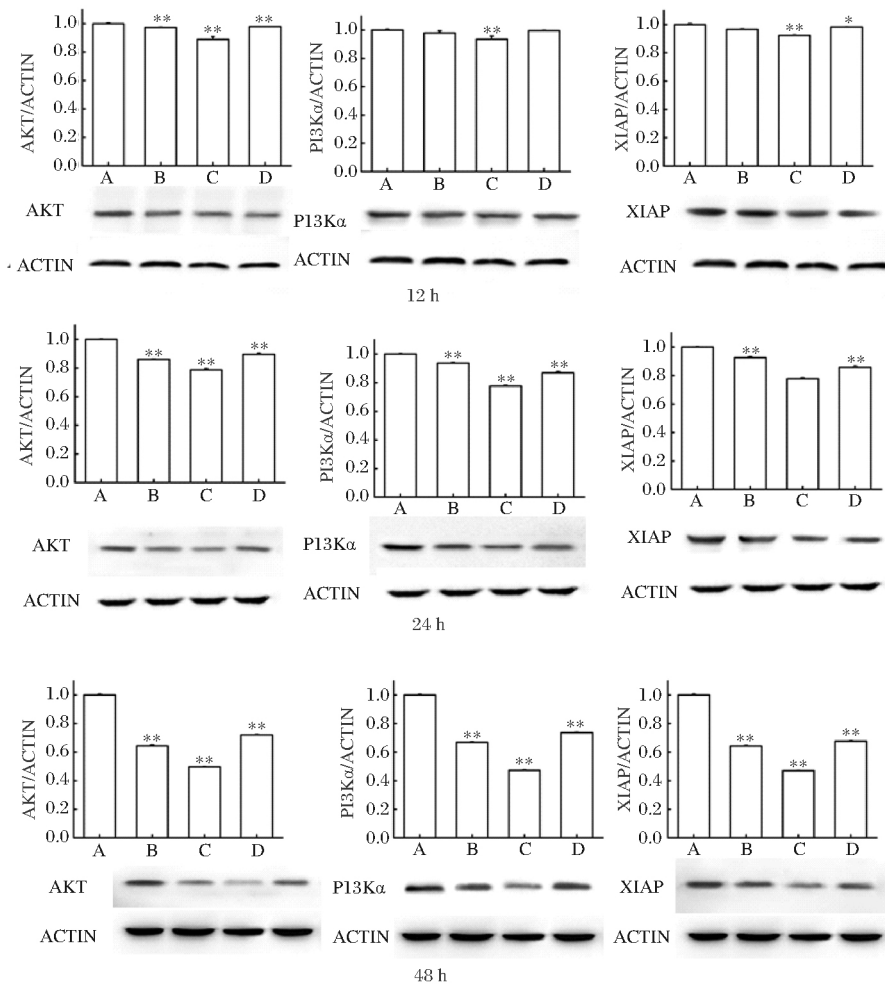 AKT/ACTIN
1.0
0.8
0.6
0.4
0.2
0.0
** ** **
A B C D
AKT
ACTIN
PI3Kα/ACTIN
1.0
0.8
0.6
0.4
0.2
0.0
**
A B C D
P13Kα
ACTIN
XIAP/ACTIN
1.0
0.8
0.6
0.4
0.2
0.0
** *
A B C D
XIAP
ACTIN
12 h
AKT/ACTIN
1.0
0.8
0.6
0.4
0.2
0.0
** ** **
A B C D
AKT
ACTIN
PI3Kα/ACTIN
1.0
0.8
0.6
0.4
0.2
0.0
** ** **
A B C D
P13Kα
ACTIN
XIAP/ACTIN
1.0
0.8
0.6
0.4
0.2
0.0
** **
A B C D
XIAP
ACTIN
24 h
AKT/ACTIN
1.0
0.8
0.6
0.4
0.2
0.0
** ** **
A B C D
AKT
ACTIN
PI3Kα/ACTIN
1.0
0.8
0.6
0.4
0.2
0.0
** ** **
A B C D
P13Kα
ACTIN
XIAP/ACTIN
1.0
0.8
0.6
0.4
0.2
0.0
** ** **
A B C D
XIAP
ACTIN
48 h